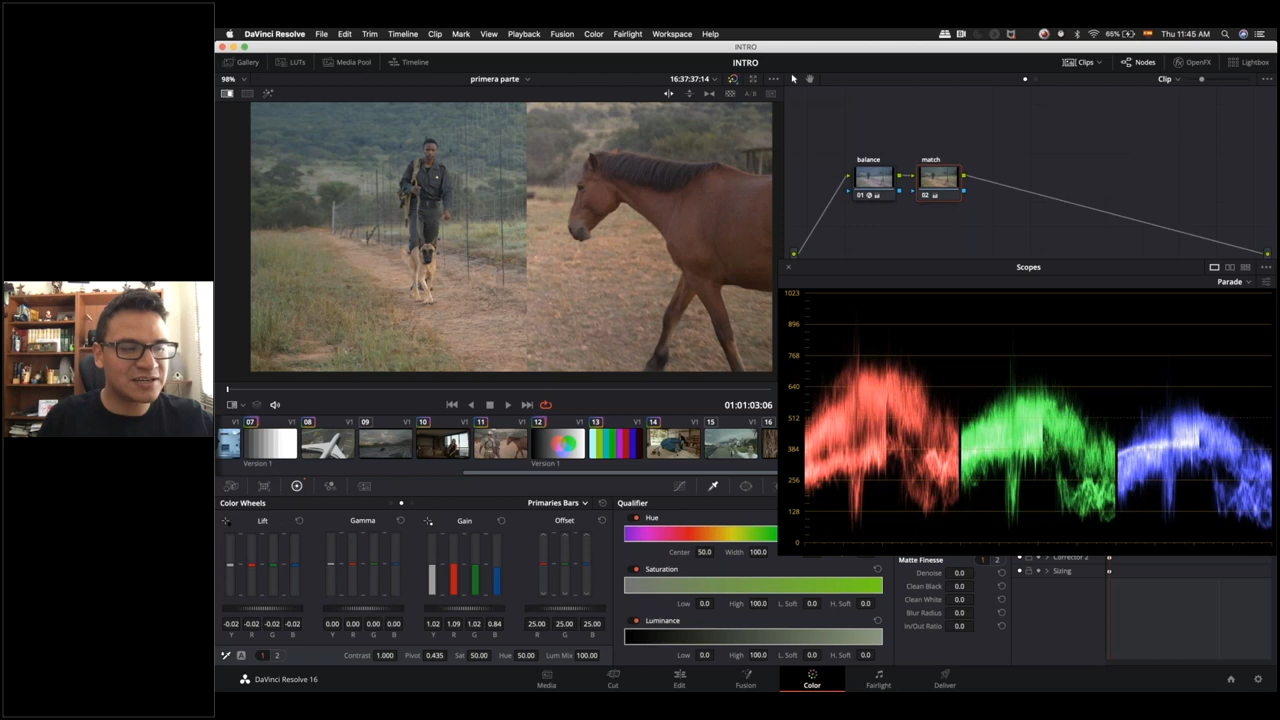 DaVinci Resolve File Edit Trim Timeline Clip Mark View Playback Fusion Color Fairlight Workspace Help 65% Thu 11:45 AM
INTRO
Gallery LUTs Media Pool Timeline INTRO Clips Nodes OpenFX Lightbox
98% primera parte 16:37:37:14 Clip
A/B
balance match
01 02
Scopes
Parade
1023
896
768
640
512
384
256
128
0
01:01:03:06
V1 07 V1 08 V1 09 V1 10 V1 11 V1 12 V1 13 V1 14 V1 15 V1 16
Version 1 Version 1
Color Wheels Primaries Bars Qualifier
Lift Gamma Gain Offset
Hue
Center 50.0 Width 100.0
Saturation
Low 0.0 High 100.0 L. Soft 0.0 H. Soft 0.0
Luminance
Low 0.0 High 100.0 L. Soft 0.0 H. Soft 0.0
-0.02 -0.02 -0.02 -0.02 0.00 0.00 0.00 0.00 1.02 1.09 1.02 0.84 25.00 25.00 25.00
Y R G B Y R G B Y R G B R G B
A 1 2 Contrast 1.000 Pivot 0.435 Sat 50.00 Hue 50.00 Lum Mix 100.00
Matte Finesse 1 2
Denoise 0.0
Clean Black 0.0
Clean White 0.0
Blur Radius 0.0
In/Out Ratio 0.0
Corrector 2
Sizing
DaVinci Resolve 16
Media Cut Edit Fusion Color Fairlight Deliver